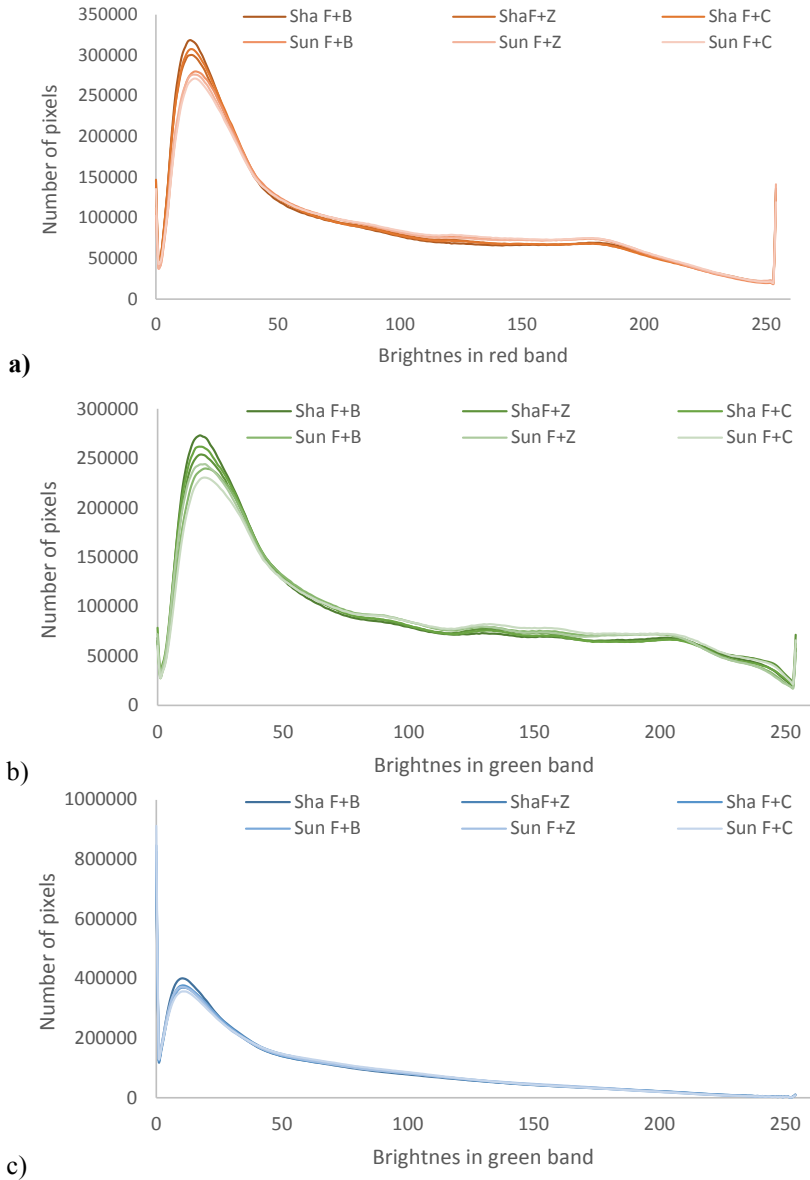 350000
300000
250000
200000
150000
100000
50000
0
Number of pixels
Sha F+B ShaF+Z Sha F+C
Sun F+B Sun F+Z Sun F+C
0 50 100 150 200 250
Brightnes in red band
a)
300000
250000
200000
150000
100000
50000
0
Number of pixels
Sha F+B ShaF+Z Sha F+C
Sun F+B Sun F+Z Sun F+C
0 50 100 150 200 250
Brightnes in green band
b)
1000000
800000
600000
400000
200000
0
Number of pixels
Sha F+B ShaF+Z Sha F+C
Sun F+B Sun F+Z Sun F+C
0 50 100 150 200 250
Brightnes in green band
c)